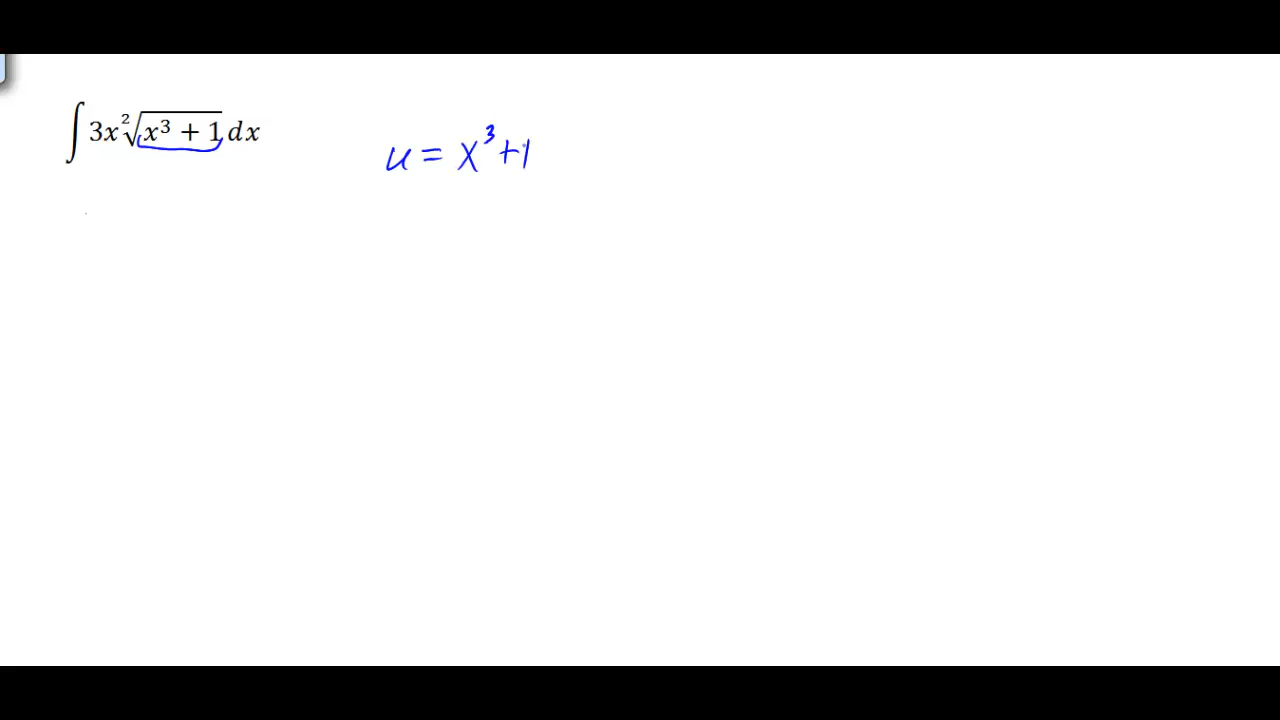 ∫ 3x²√(x³ + 1) dx
u = x³ + 1